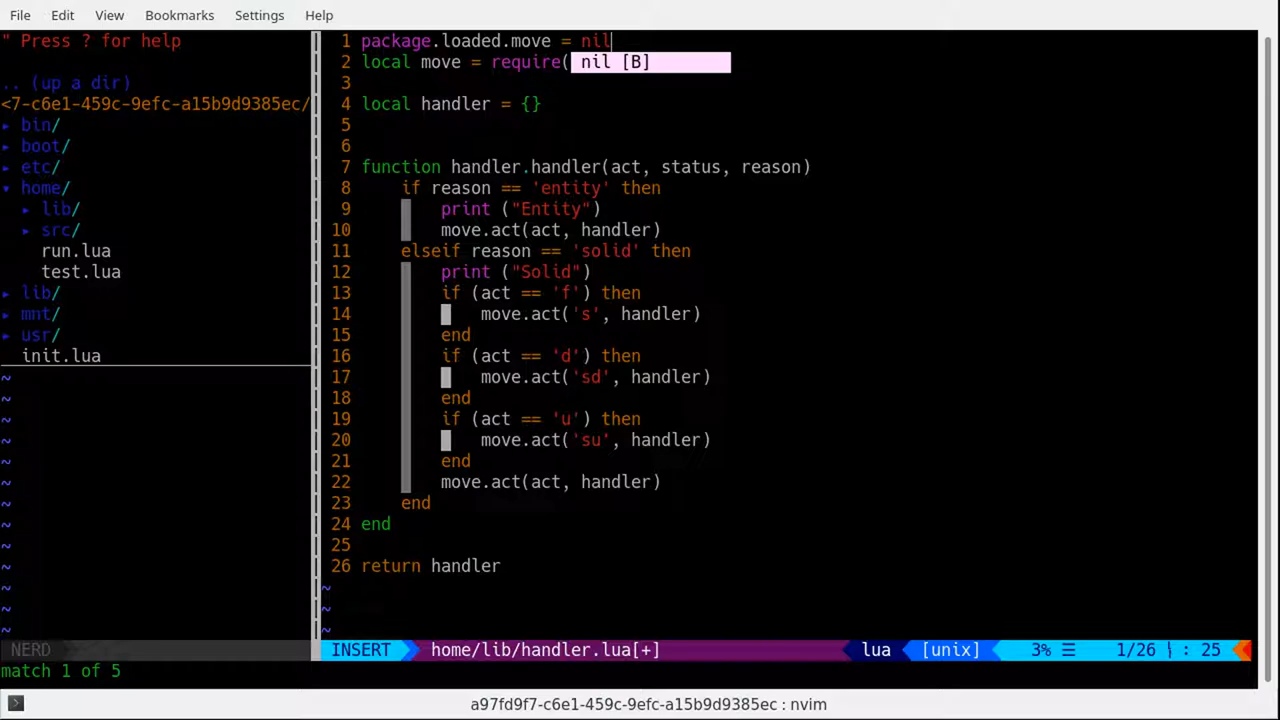 File Edit View Bookmarks Settings Help
" Press ? for help
.. (up a dir)
<7-c6e1-459c-9efc-a15b9d9385ec/
▸ bin/
▸ boot/
▸ etc/
▾ home/
▸ lib/
▸ src/
run.lua
test.lua
▸ lib/
▸ mnt/
▸ usr/
init.lua
~
~
~
~
~
~
~
~
~
~
~
~
~
1 package.loaded.move = nil
2 local move = require( nil [B]
3
4 local handler = {}
5
6
7 function handler.handler(act, status, reason)
8 if reason == 'entity' then
9 print ("Entity")
10 move.act(act, handler)
11 elseif reason == 'solid' then
12 print ("Solid")
13 if (act == 'f') then
14 move.act('s', handler)
15 end
16 if (act == 'd') then
17 move.act('sd', handler)
18 end
19 if (act == 'u') then
20 move.act('su', handler)
21 end
22 move.act(act, handler)
23 end
24 end
25
26 return handler
~
~
~
NERD
INSERT home/lib/handler.lua[+] lua [unix] 3% ☰ 1/26 : 25
match 1 of 5
a97fd9f7-c6e1-459c-9efc-a15b9d9385ec : nvim